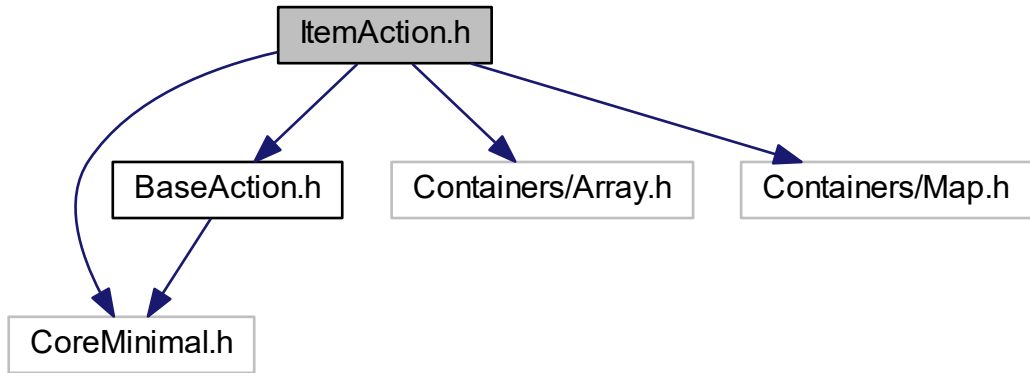 ItemAction.h
BaseAction.h
Containers/Array.h
Containers/Map.h
CoreMinimal.h